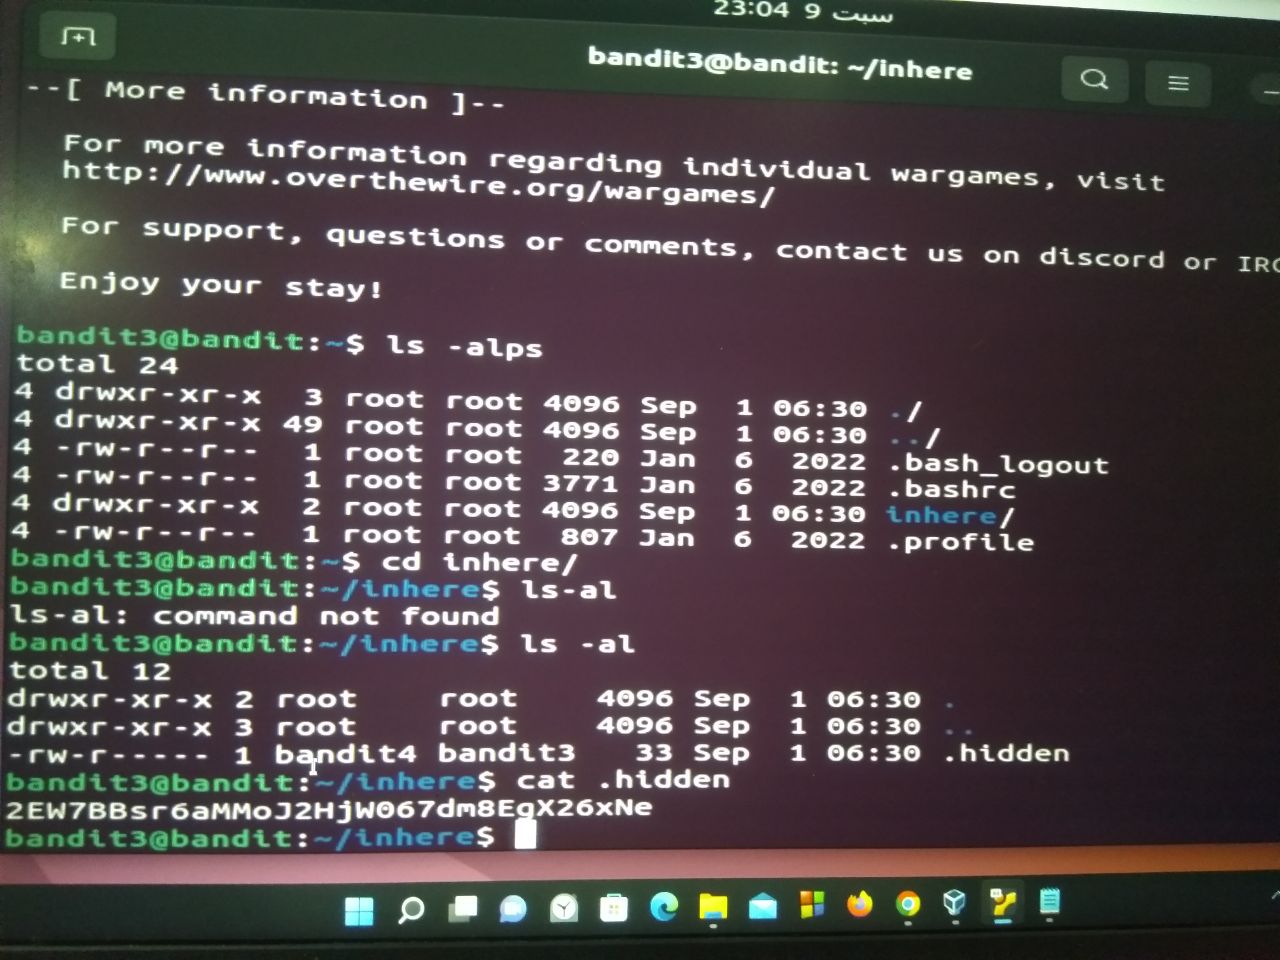 سبت 9 23:04
bandit3@bandit: ~/inhere
--[ More information ]--
For more information regarding individual wargames, visit
http://www.overthewire.org/wargames/
For support, questions or comments, contact us on discord or IRC
Enjoy your stay!
bandit3@bandit:~$ ls -alps
total 24
4 drwxr-xr-x  3 root root 4096 Sep  1 06:30 ./
4 drwxr-xr-x 49 root root 4096 Sep  1 06:30 ../
4 -rw-r--r--  1 root root  220 Jan  6  2022 .bash_logout
4 -rw-r--r--  1 root root 3771 Jan  6  2022 .bashrc
4 drwxr-xr-x  2 root root 4096 Sep  1 06:30 inhere/
4 -rw-r--r--  1 root root  807 Jan  6  2022 .profile
bandit3@bandit:~$ cd inhere/
bandit3@bandit:~/inhere$ ls-al
ls-al: command not found
bandit3@bandit:~/inhere$ ls -al
total 12
drwxr-xr-x 2 root    root    4096 Sep  1 06:30 .
drwxr-xr-x 3 root    root    4096 Sep  1 06:30 ..
-rw-r----- 1 bandit4 bandit3   33 Sep  1 06:30 .hidden
bandit3@bandit:~/inhere$ cat .hidden
2EW7BBsr6aMMoJ2HjW067dm8EgX26xNe
bandit3@bandit:~/inhere$